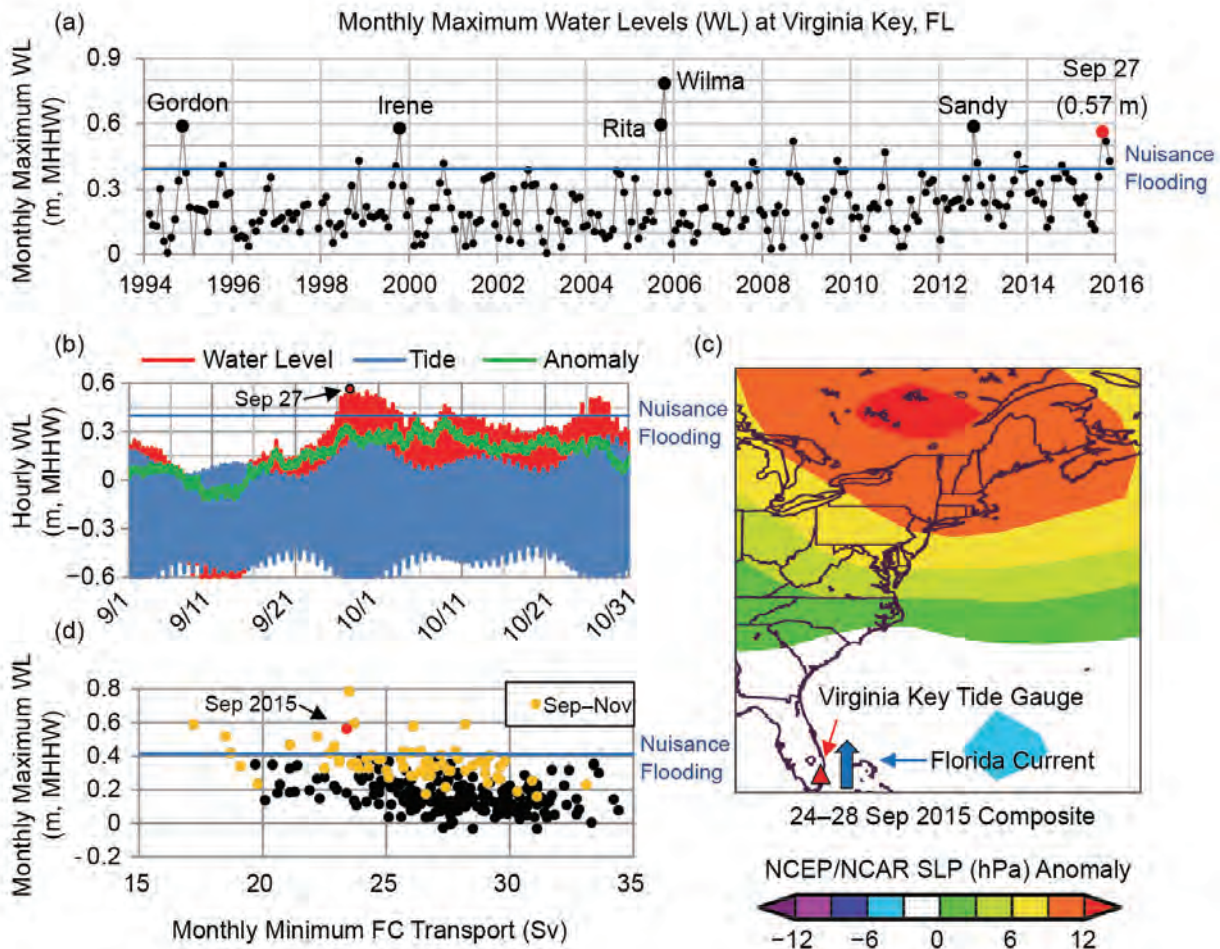 (a)
Monthly Maximum Water Levels (WL) at Virginia Key, FL
Monthly Maximum WL
(m, MHHW)
0.9
0.6
0.3
0
Gordon
Irene
Wilma
Rita
Sandy
Sep 27
(0.57 m)
Nuisance
Flooding
1994 1996 1998 2000 2002 2004 2006 2008 2010 2012 2014 2016
(b)
Water Level Tide Anomaly
Hourly WL
(m, MHHW)
0.6
0.3
0
−0.3
−0.6
Sep 27
Nuisance
Flooding
9/1 9/11 9/21 10/1 10/11 10/21 10/31
(c)
Virginia Key Tide Gauge
Florida Current
24–28 Sep 2015 Composite
NCEP/NCAR SLP (hPa) Anomaly
−12 −6 0 6 12
(d)
Monthly Maximum WL
(m, MHHW)
0.8
0.6
0.4
0.2
0
-0.2
Sep 2015
Sep–Nov
Nuisance
Flooding
15 20 25 30 35
Monthly Minimum FC Transport (Sv)